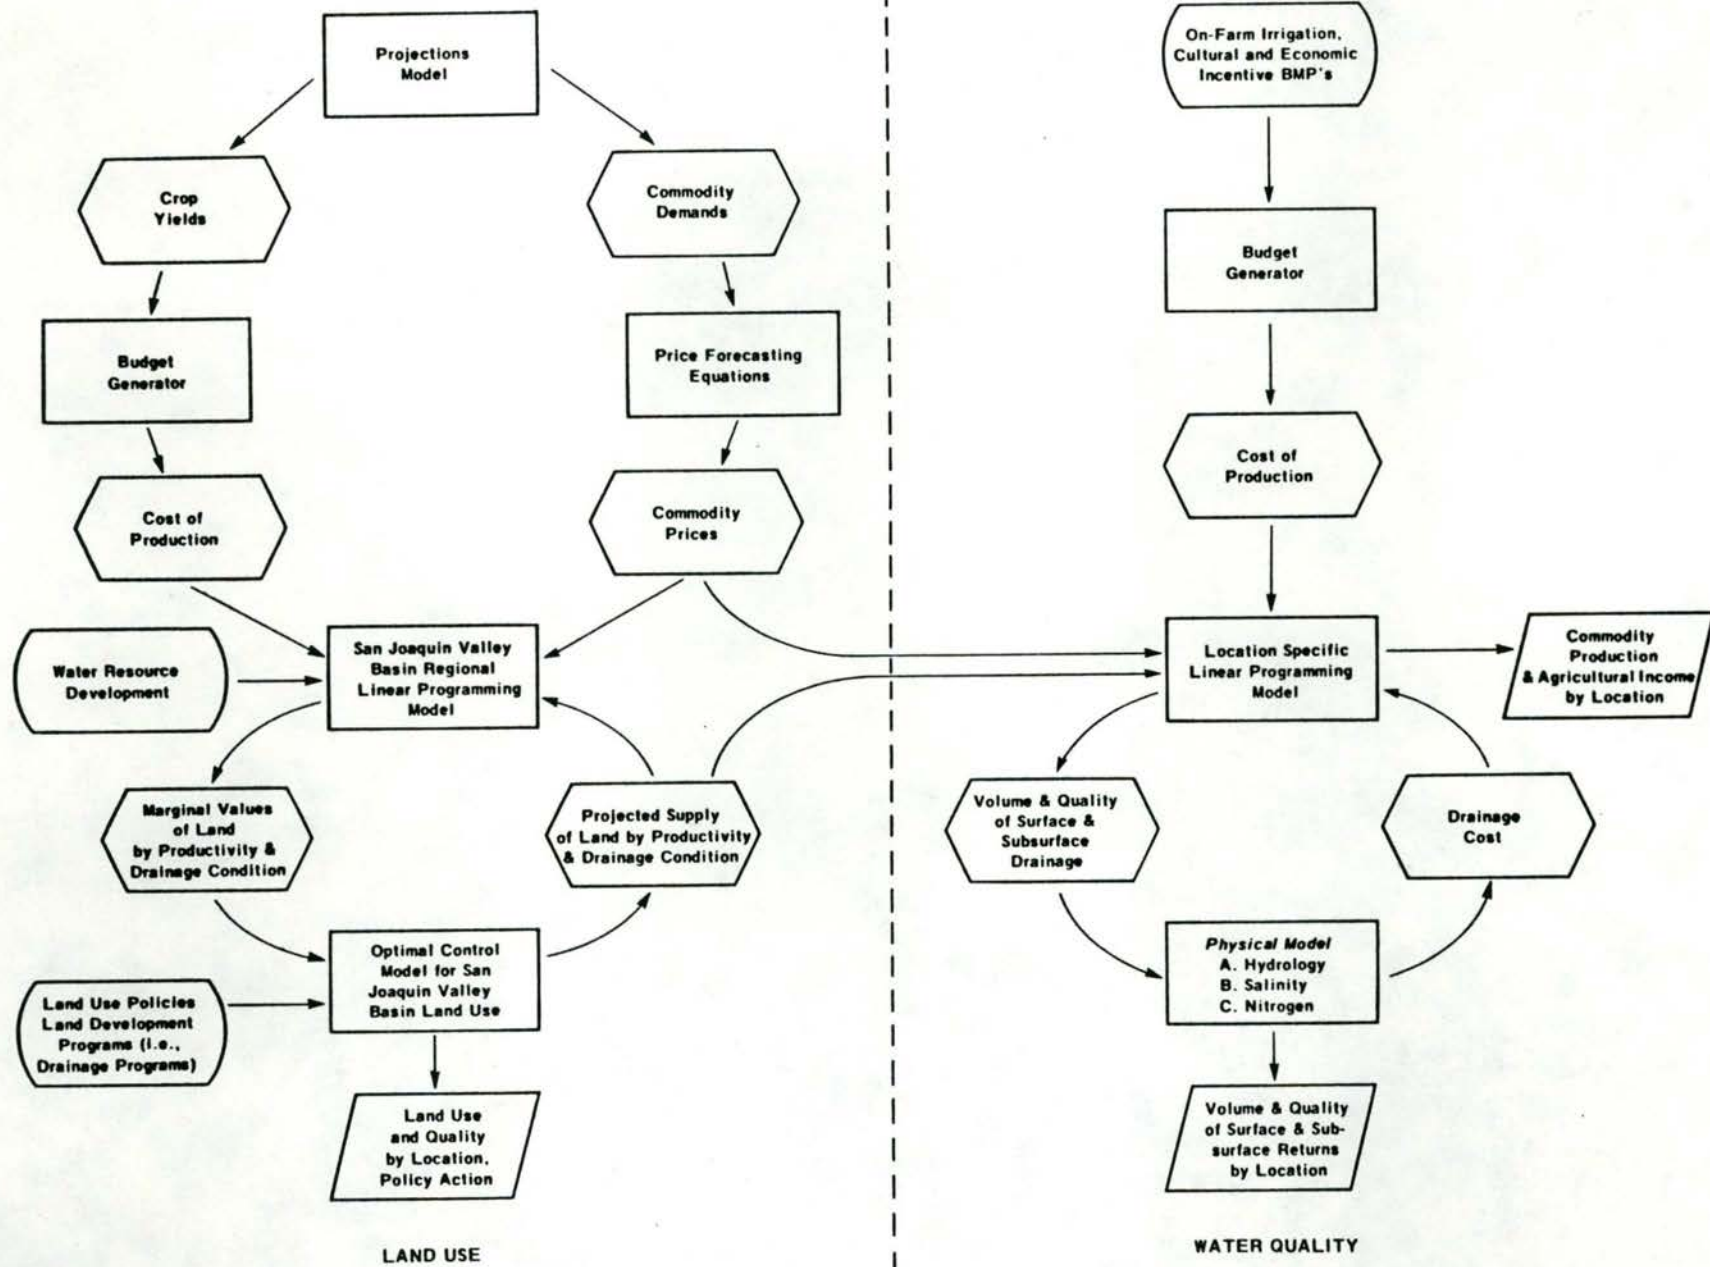 Projections
Model
Crop
Yields
Commodity
Demands
Budget
Generator
Price Forecasting
Equations
Cost of
Production
Commodity
Prices
Water Resource
Development
San Joaquin Valley
Basin Regional
Linear Programming
Model
Marginal Values
of Land
by Productivity &
Drainage Condition
Projected Supply
of Land by Productivity
& Drainage Condition
Land Use Policies
Land Development
Programs (i.e.,
Drainage Programs)
Optimal Control
Model for San
Joaquin Valley
Basin Land Use
Land Use
and Quality
by Location,
Policy Action
LAND USE
On-Farm Irrigation,
Cultural and Economic
Incentive BMP's
Budget
Generator
Cost of
Production
Location Specific
Linear Programming
Model
Commodity
Production
& Agricultural Income
by Location
Volume & Quality
of Surface &
Subsurface
Drainage
Drainage
Cost
Physical Model
A. Hydrology
B. Salinity
C. Nitrogen
Volume & Quality
of Surface & Sub-
surface Returns
by Location
WATER QUALITY